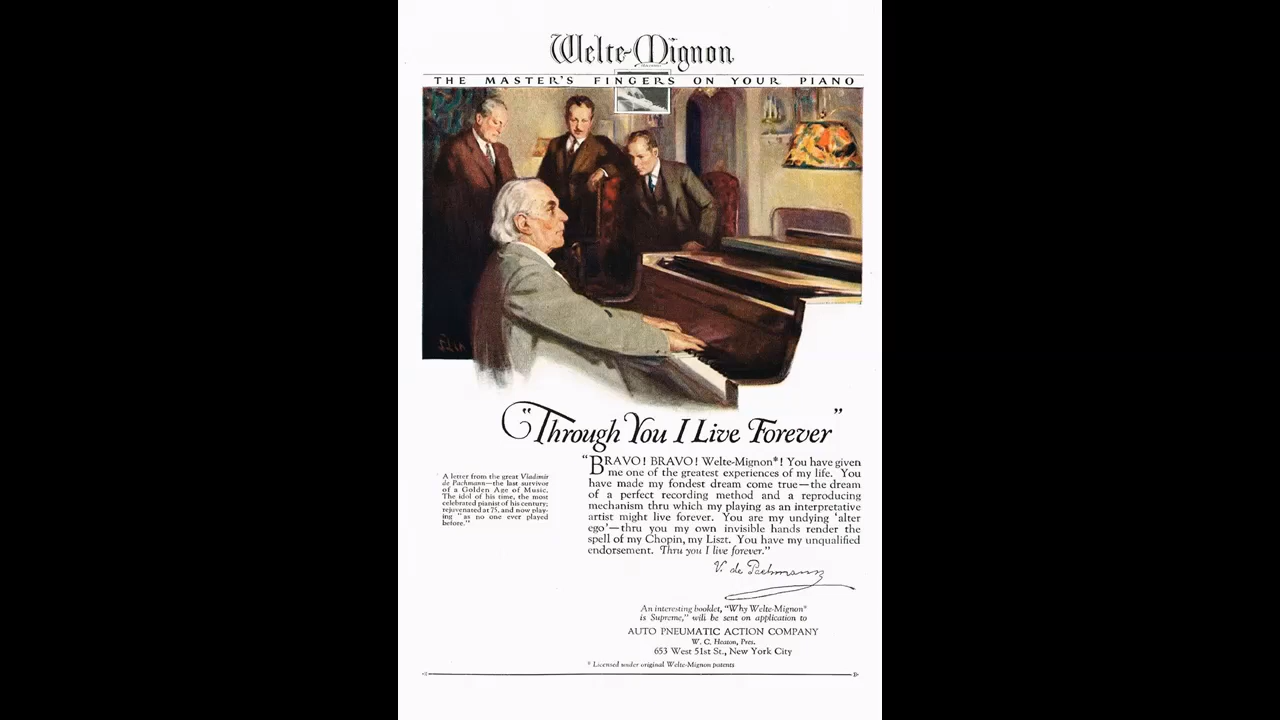 Welte-Mignon
THE MASTER'S FINGERS ON YOUR PIANO
"Through You I Live Forever"
A letter from the great Vladimir
de Pachmann—the last survivor
of a Golden Age of Music.
The idol of his time, the most
celebrated pianist of his century;
rejuvenated at 75, and now play-
ing "as no one ever played
before."
"BRAVO! BRAVO! Welte-Mignon*! You have given
me one of the greatest experiences of my life. You
have made my fondest dream come true—the dream
of a perfect recording method and a reproducing
mechanism thru which my playing as an interpretative
artist might live forever. You are my undying 'alter
ego'—thru you my own invisible hands render the
spell of my Chopin, my Liszt. You have my unqualified
endorsement. Thru you I live forever."
V. de Pachmann
An interesting booklet, "Why Welte-Mignon*
is Supreme," will be sent on application to
AUTO PNEUMATIC ACTION COMPANY
W. C. Heaton, Pres.
653 West 51st St., New York City
* Licensed under original Welte-Mignon patents